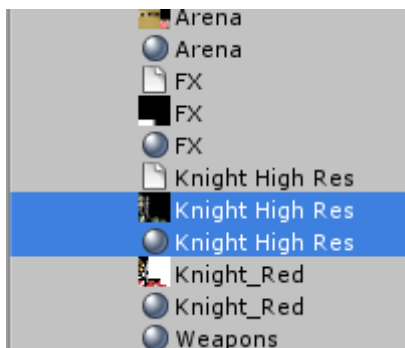 Arena
Arena
FX
FX
FX
Knight High Res
Knight High Res
Knight High Res
Knight_Red
Knight_Red
Weapons